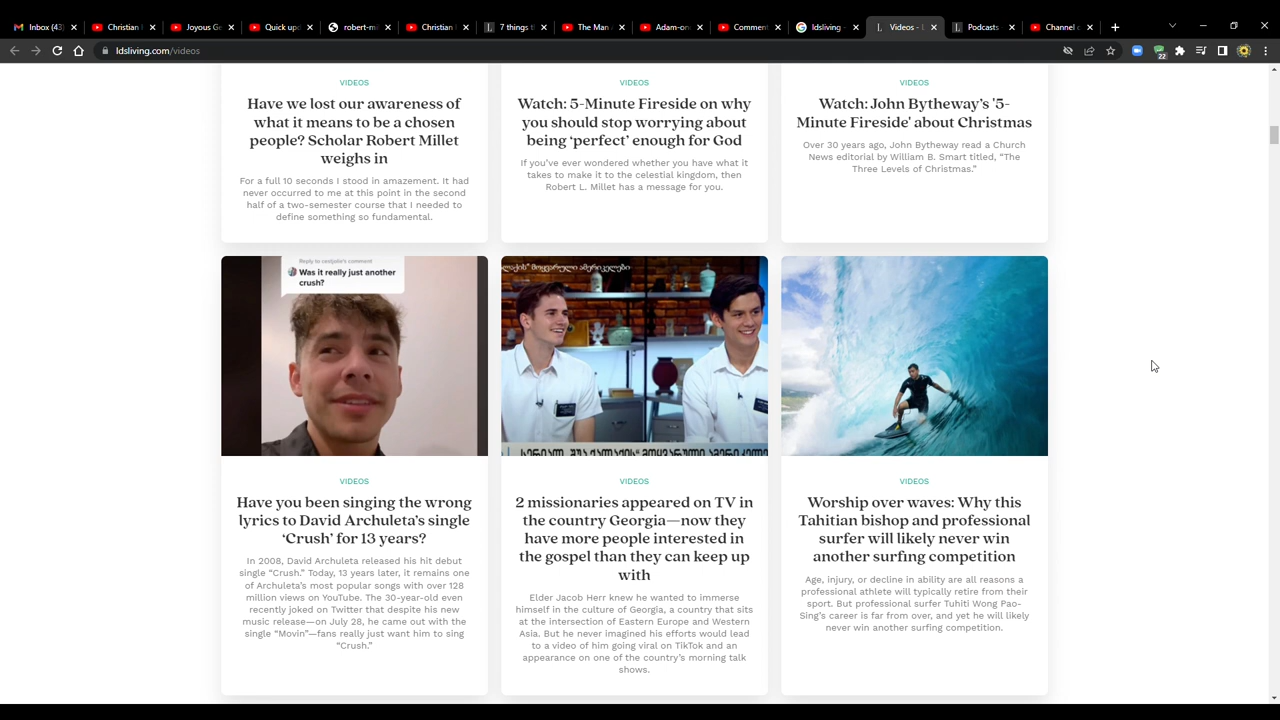 Inbox (43)
Christian
Joyous Ge
Quick up
robert-m
Christian
7 things t
The Man
Adam-on
Comment
ldsliving -
Videos - L
Podcasts
Channel c
ldsliving.com/videos
22
VIDEOS
Have we lost our awareness of
what it means to be a chosen
people? Scholar Robert Millet
weighs in
For a full 10 seconds I stood in amazement. It had
never occurred to me at this point in the second
half of a two-semester course that I needed to
define something so fundamental.
VIDEOS
Watch: 5-Minute Fireside on why
you should stop worrying about
being ‘perfect’ enough for God
If you’ve ever wondered whether you have what it
takes to make it to the celestial kingdom, then
Robert L. Millet has a message for you.
VIDEOS
Watch: John Bytheway’s '5-
Minute Fireside' about Christmas
Over 30 years ago, John Bytheway read a Church
News editorial by William B. Smart titled, “The
Three Levels of Christmas.”
Reply to castpalx's comment
Was it really just another
crush?
მოყვარული ამერიკელები
VIDEOS
Have you been singing the wrong
lyrics to David Archuleta’s single
‘Crush’ for 13 years?
In 2008, David Archuleta released his hit debut
single “Crush.” Today, 13 years later, it remains one
of Archuleta’s most popular songs with over 128
million views on YouTube. The 30-year-old even
recently joked on Twitter that despite his new
music release—on July 28, he came out with the
single “Movin”—fans really just want him to sing
“Crush.”
VIDEOS
2 missionaries appeared on TV in
the country Georgia—now they
have more people interested in
the gospel than they can keep up
with
Elder Jacob Herr knew he wanted to immerse
himself in the culture of Georgia, a country that sits
at the intersection of Eastern Europe and Western
Asia. But he never imagined his efforts would lead
to a video of him going viral on TikTok and an
appearance on one of the country’s morning talk
shows.
VIDEOS
Worship over waves: Why this
Tahitian bishop and professional
surfer will likely never win
another surfing competition
Age, injury, or decline in ability are all reasons a
professional athlete will typically retire from their
sport. But professional surfer Tuhiti Wong Pao-
Sing’s career is far from over, and yet he will likely
never win another surfing competition.